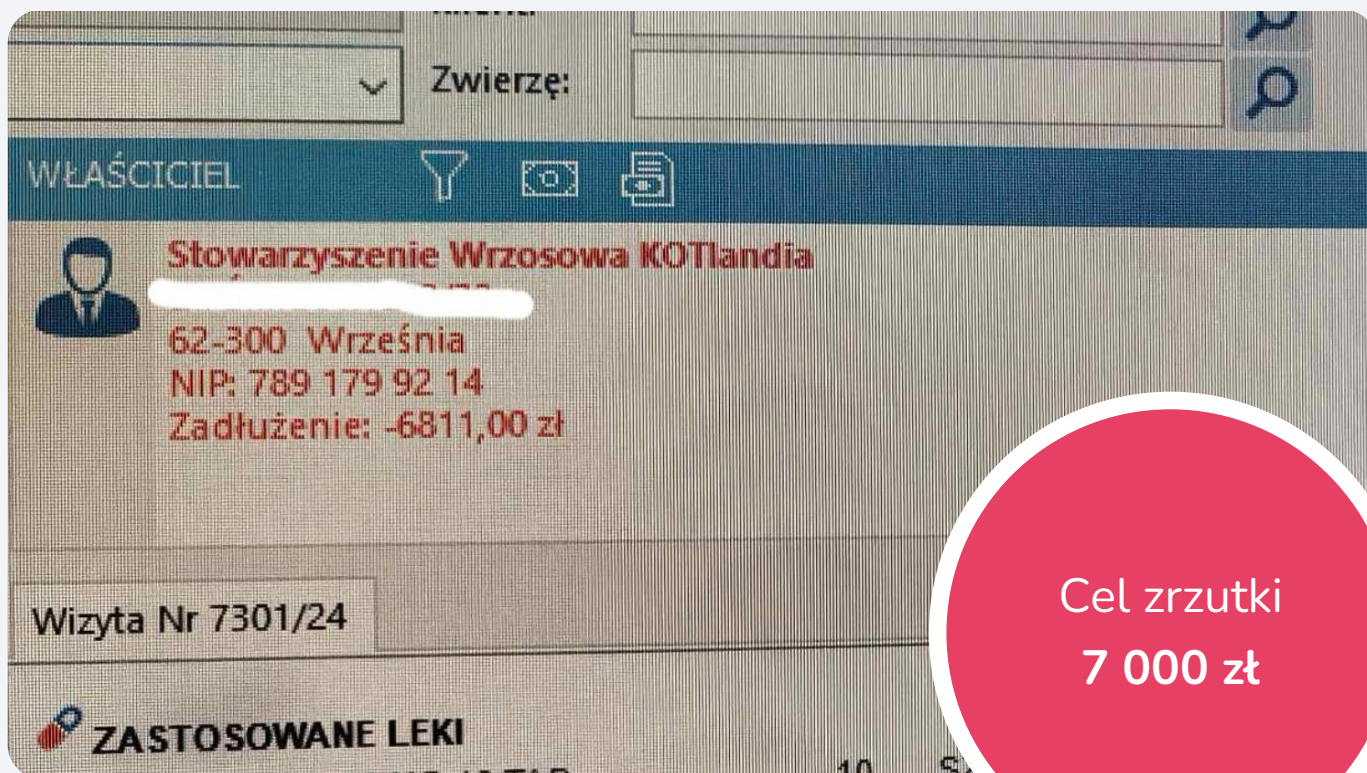 Zwierzę:
WŁAŚCICIEL
Stowarzyszenie Wrzosowa KOTlandia
62-300 Września
NIP: 789 179 92 14
Zadłużenie: -6811,00 zł
Wizyta Nr 7301/24
ZASTOSOWANE LEKI
10
Cel zrzutki
7 000 zł